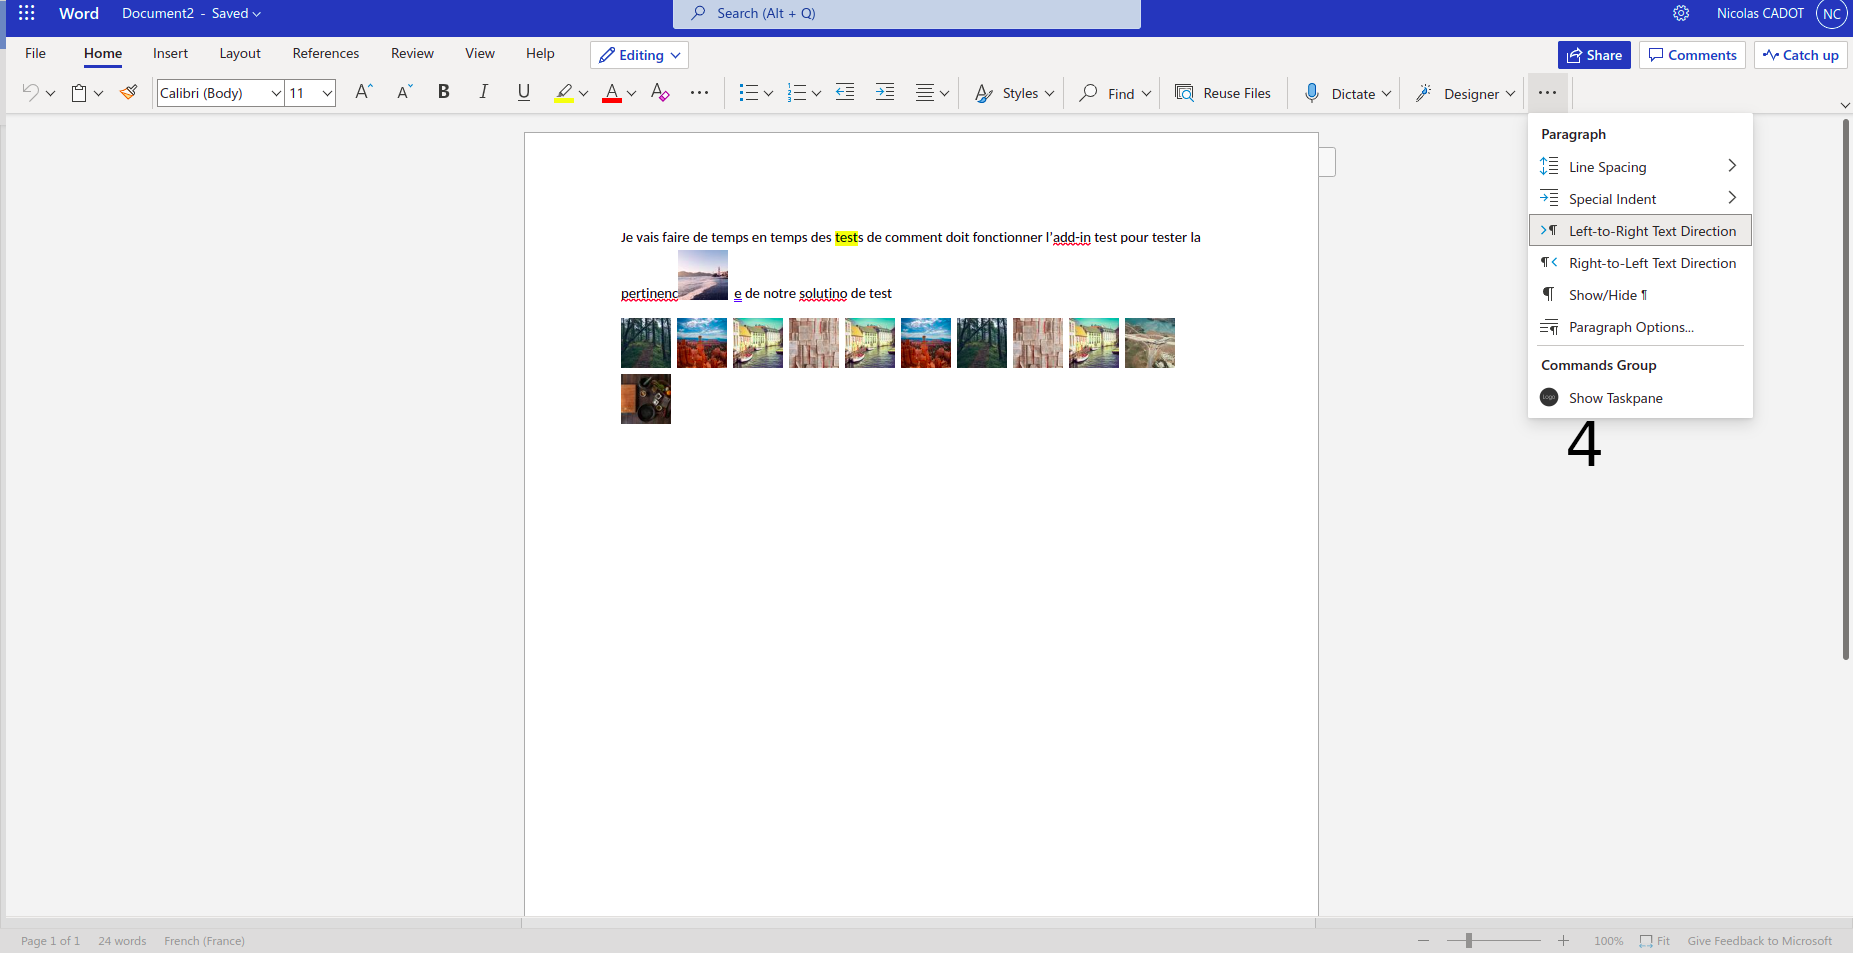 Word Document2 - Saved Search (Alt + Q) Nicolas CADOT NC
File Home Insert Layout References Review View Help Editing Share Comments Catch up
Calibri (Body) 11 A A B I U A A Styles Find Reuse Files Dictate Designer
Paragraph
Line Spacing
Special Indent
Left-to-Right Text Direction
Right-to-Left Text Direction
Show/Hide ¶
Paragraph Options...
Commands Group
Logo Show Taskpane
4
Je vais faire de temps en temps des tests de comment doit fonctionner l'add-in test pour tester la
pertinenc e de notre solutino de test
Page 1 of 1 24 words French (France) 100% Fit Give Feedback to Microsoft